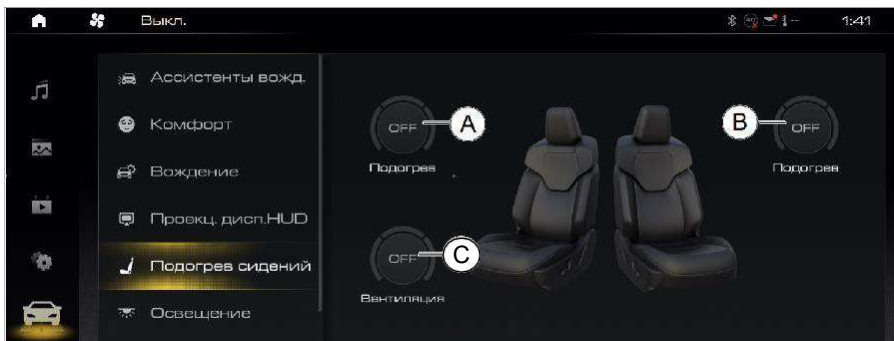 Выкл.
1:41
Ассистенты вожд.
Комфорт
Вождение
Проекц. дисп.HUD
Подогрев сидений
Освещение
OFF
A
Подогрев
B
OFF
Подогрев
OFF
C
Вентиляция